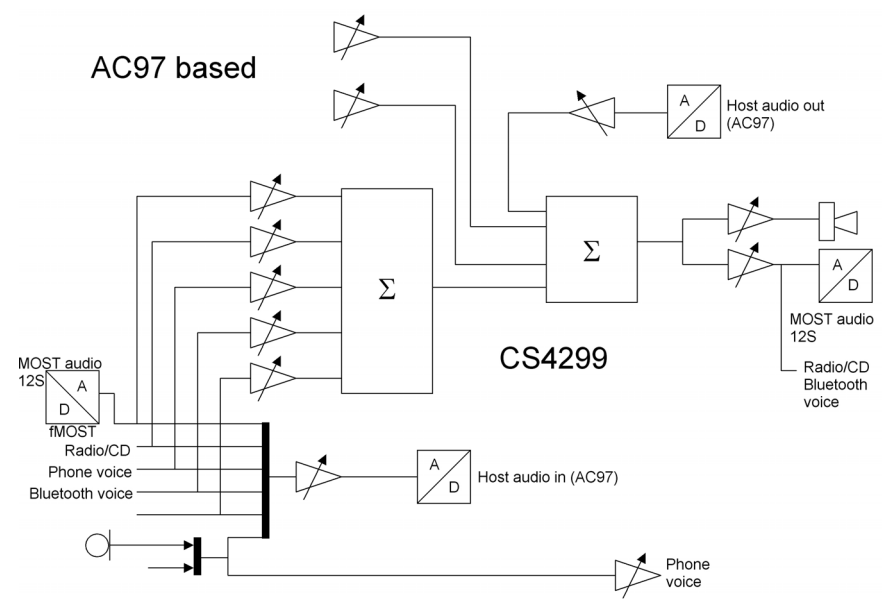 AC97 based
A
D
Host audio out
(AC97)
Σ
Σ
A
D
MOST audio
12S
CS4299
Radio/CD
Bluetooth
voice
MOST audio
12S
A
D
fMOST
Radio/CD
Phone voice
Bluetooth voice
A
D
Host audio in (AC97)
Phone
voice